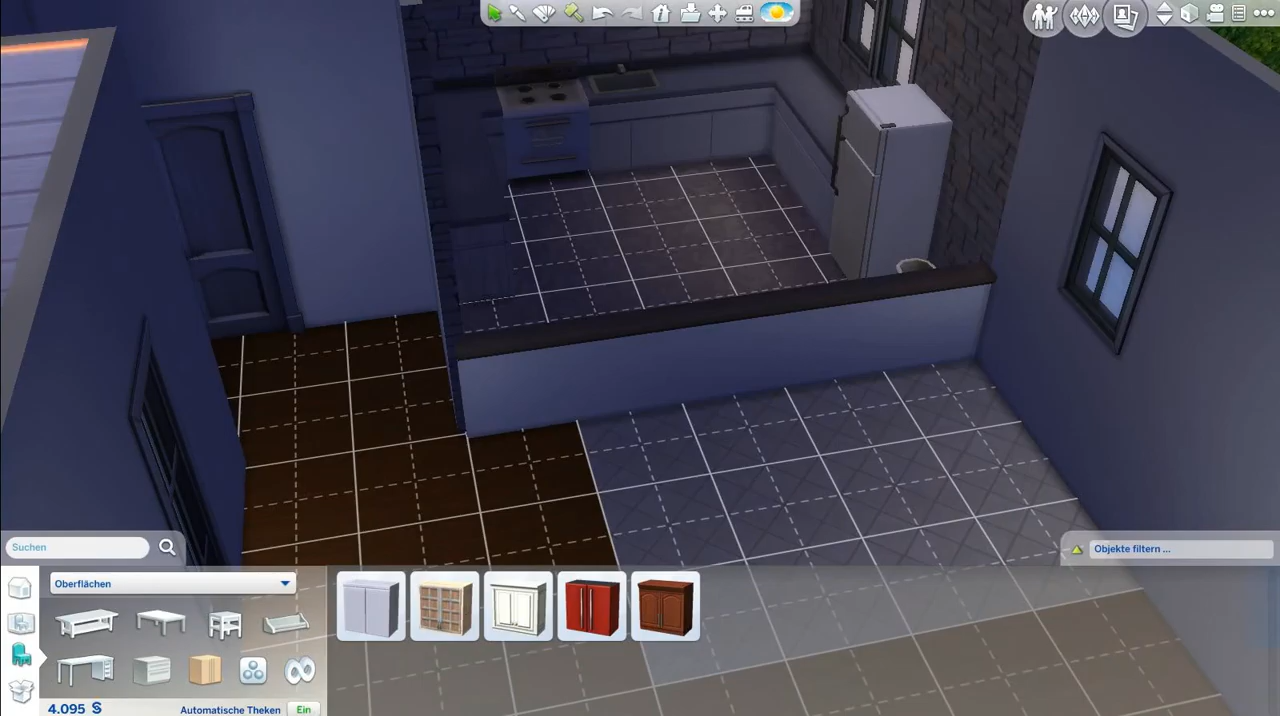 Suchen
Objekte filtern ...
Oberflächen
4.095 S
Automatische Theken
Ein